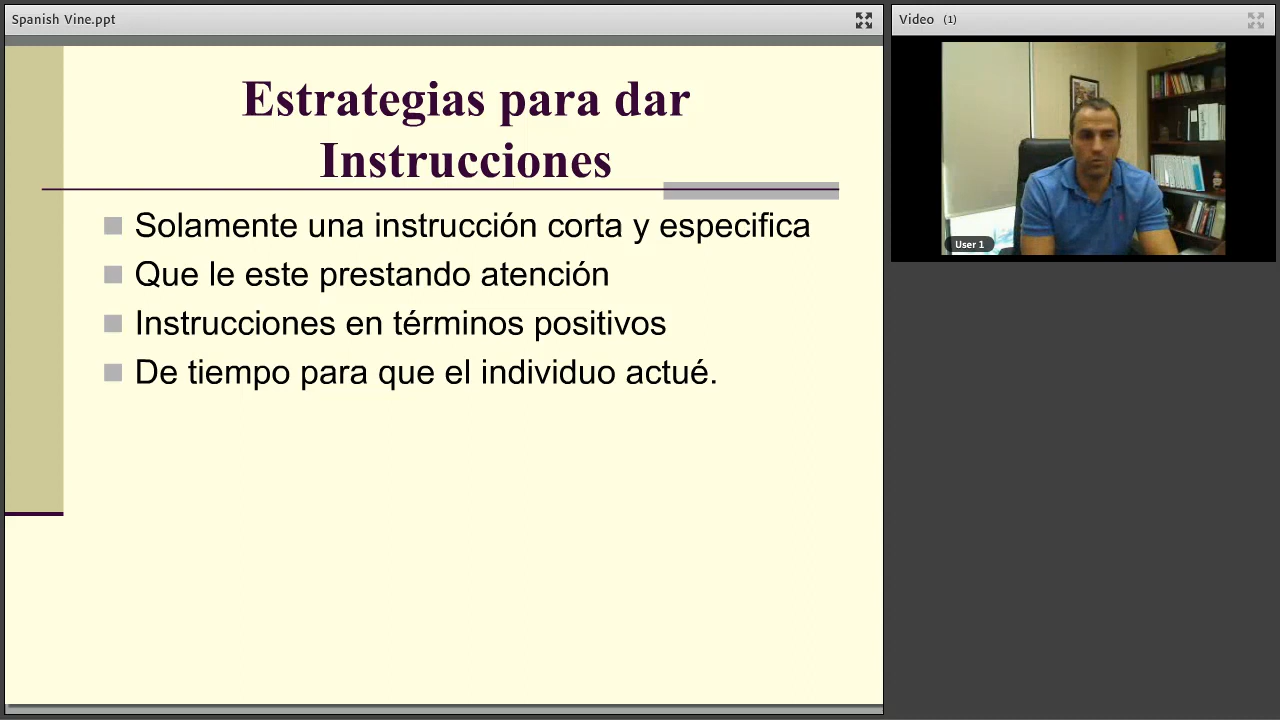 Spanish Vine.ppt
Video (1)
Estrategias para dar
Instrucciones
Solamente una instrucción corta y especifica
Que le este prestando atención
Instrucciones en términos positivos
De tiempo para que el individuo actué.
User 1